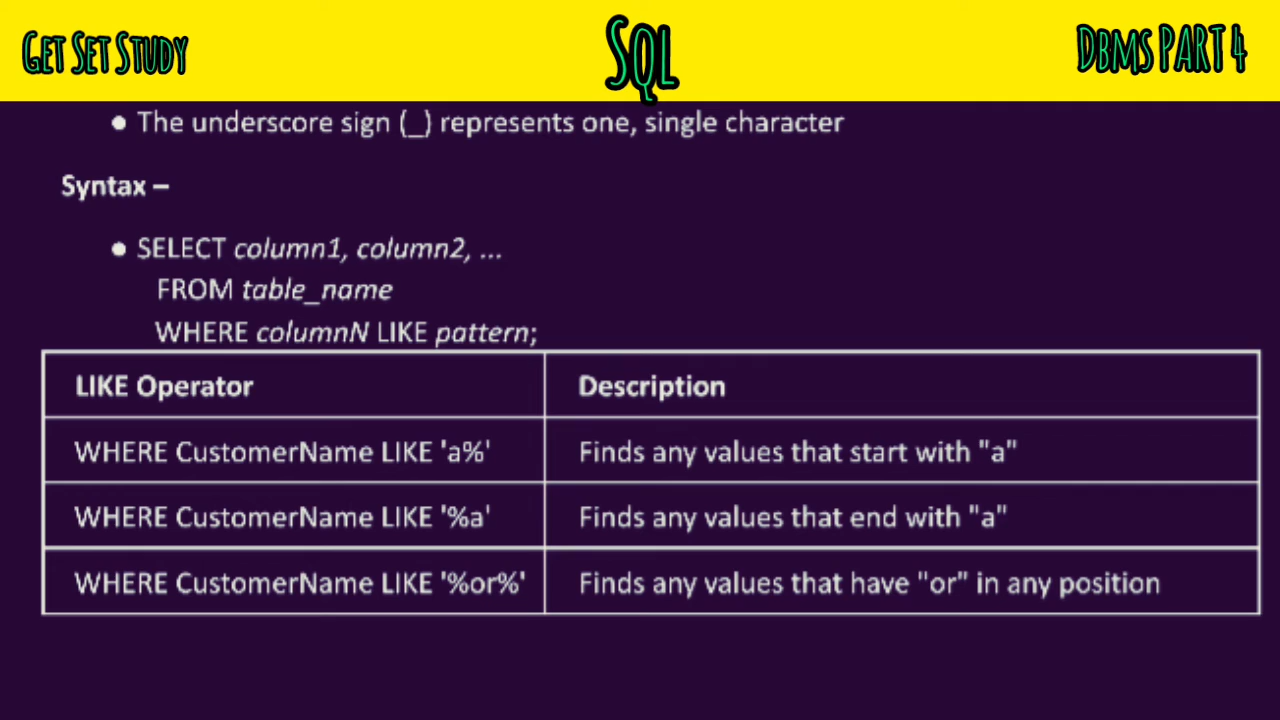 Get Set Study
Sql
Dbms PART 4
● The underscore sign (_) represents one, single character
Syntax –
● SELECT column1, column2, ...
FROM table_name
WHERE columnN LIKE pattern;
LIKE Operator Description
WHERE CustomerName LIKE 'a%' Finds any values that start with "a"
WHERE CustomerName LIKE '%a' Finds any values that end with "a"
WHERE CustomerName LIKE '%or%' Finds any values that have "or" in any position